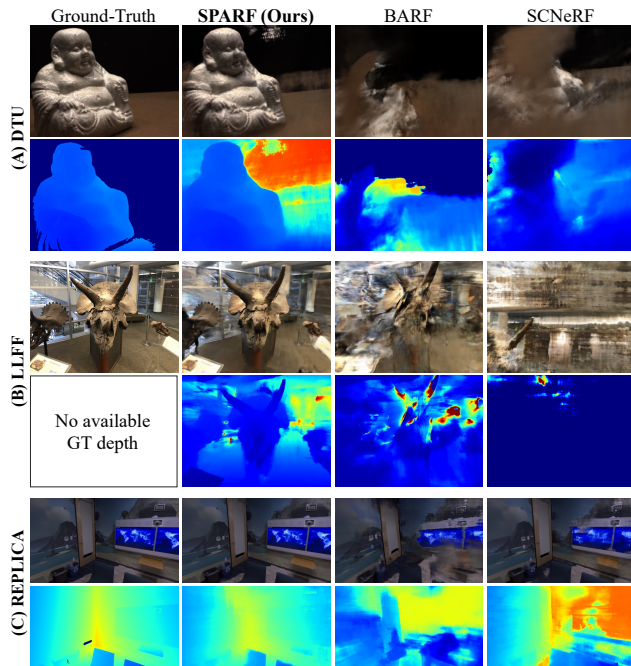 Ground-Truth SPARF (Ours) BARF SCNeRF
(A) DTU
(B) LLFF
No available
GT depth
(C) REPLICA